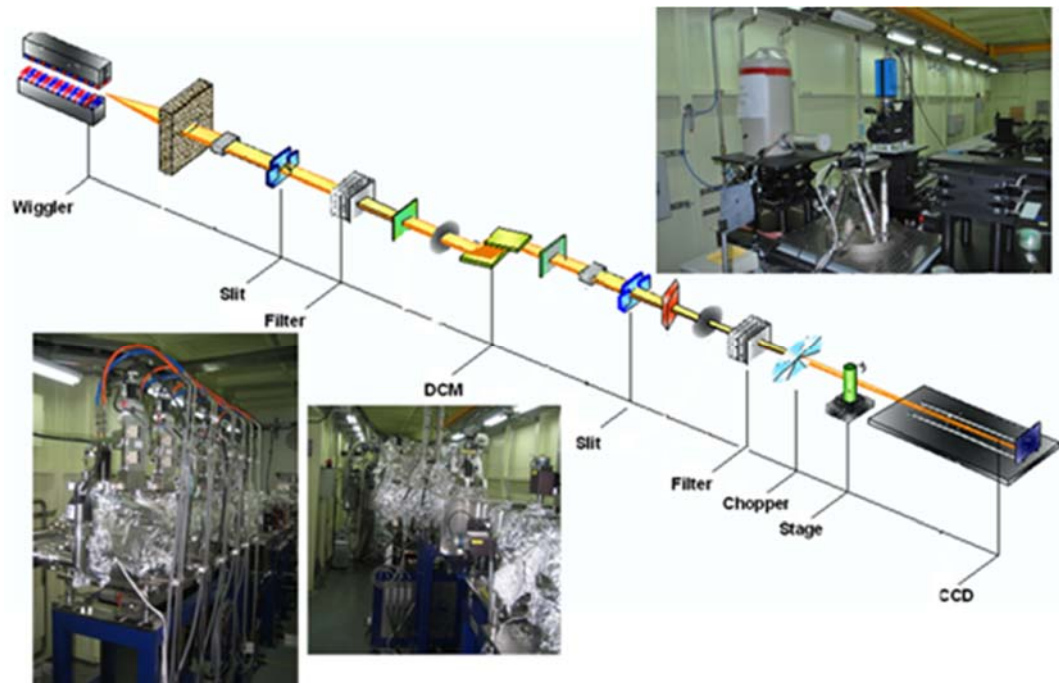 Wiggler
Slit
Filter
DCM
Slit
Filter
Chopper
Stage
CCD